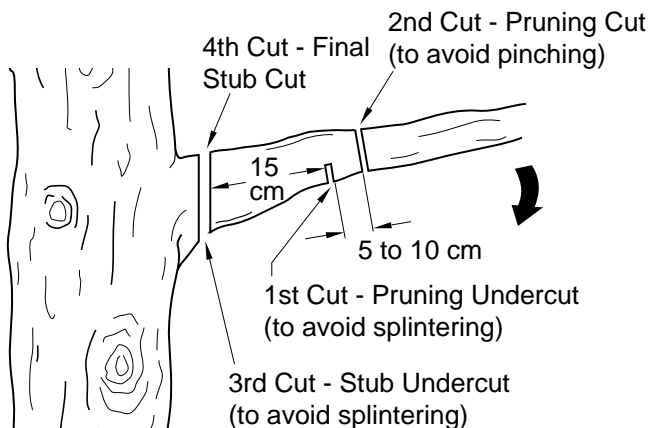 2nd Cut - Pruning Cut
(to avoid pinching)
4th Cut - Final
Stub Cut
15
cm
5 to 10 cm
1st Cut - Pruning Undercut
(to avoid splintering)
3rd Cut - Stub Undercut
(to avoid splintering)